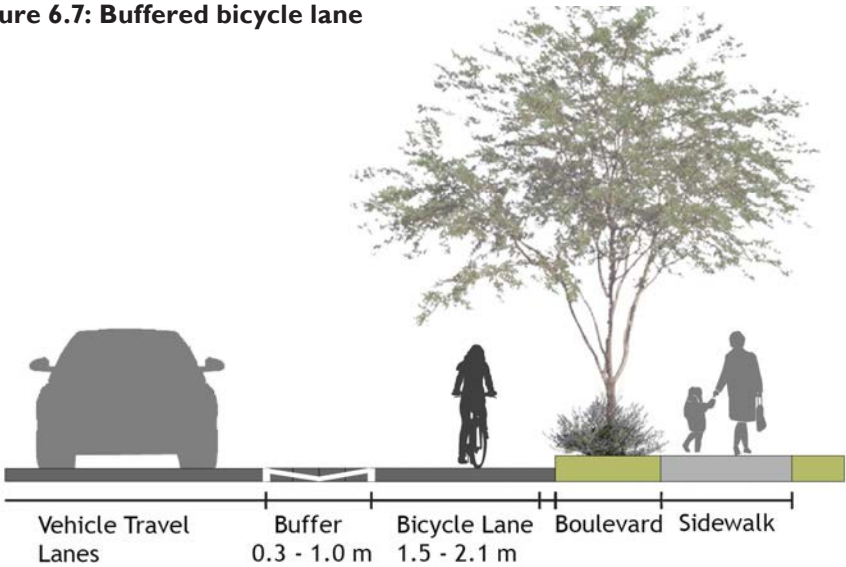 ure 6.7: Buffered bicycle lane
Vehicle Travel Lanes
Buffer
0.3 - 1.0 m
Bicycle Lane
1.5 - 2.1 m
Boulevard
Sidewalk